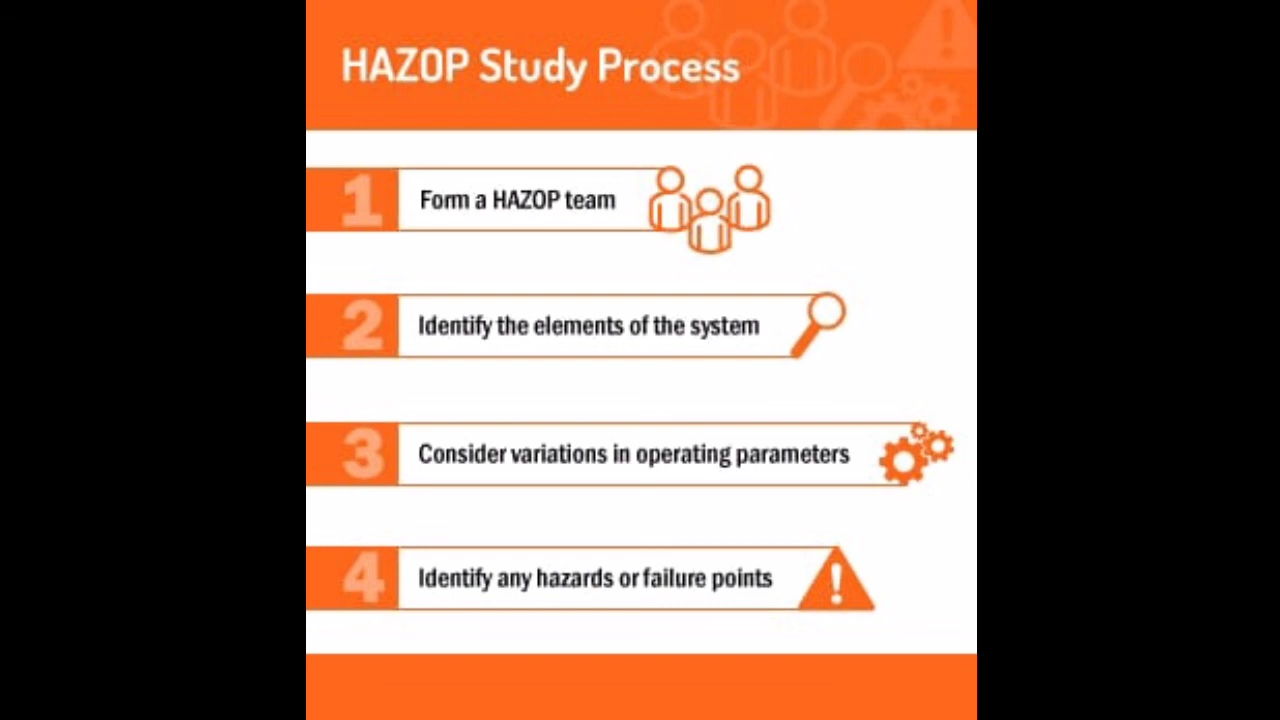 HAZOP Study Process
1 Form a HAZOP team
2 Identify the elements of the system
3 Consider variations in operating parameters
4 Identify any hazards or failure points